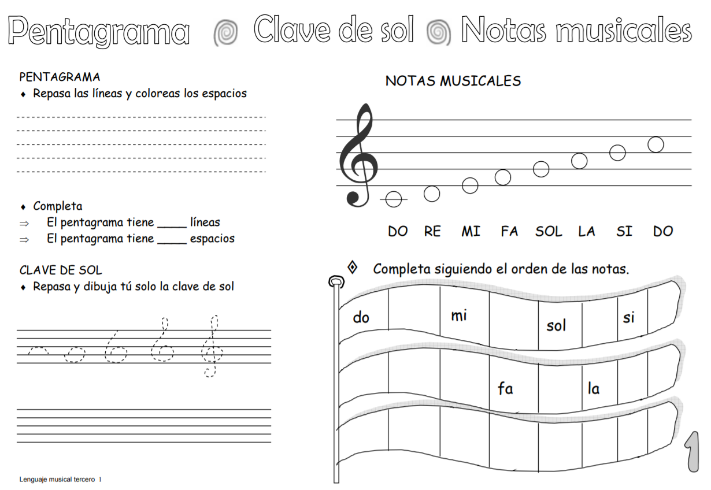 Pentagrama Clave de sol Notas musicales
PENTAGRAMA
♦ Repasa las líneas y coloreas los espacios
♦ Completa
⇒ El pentagrama tiene _____ líneas
⇒ El pentagrama tiene _____ espacios
CLAVE DE SOL
♦ Repasa y dibuja tú solo la clave de sol
Lenguaje musical tercero 1
NOTAS MUSICALES
DO RE MI FA SOL LA SI DO
Completa siguiendo el orden de las notas.
do mi sol si
fa la
1